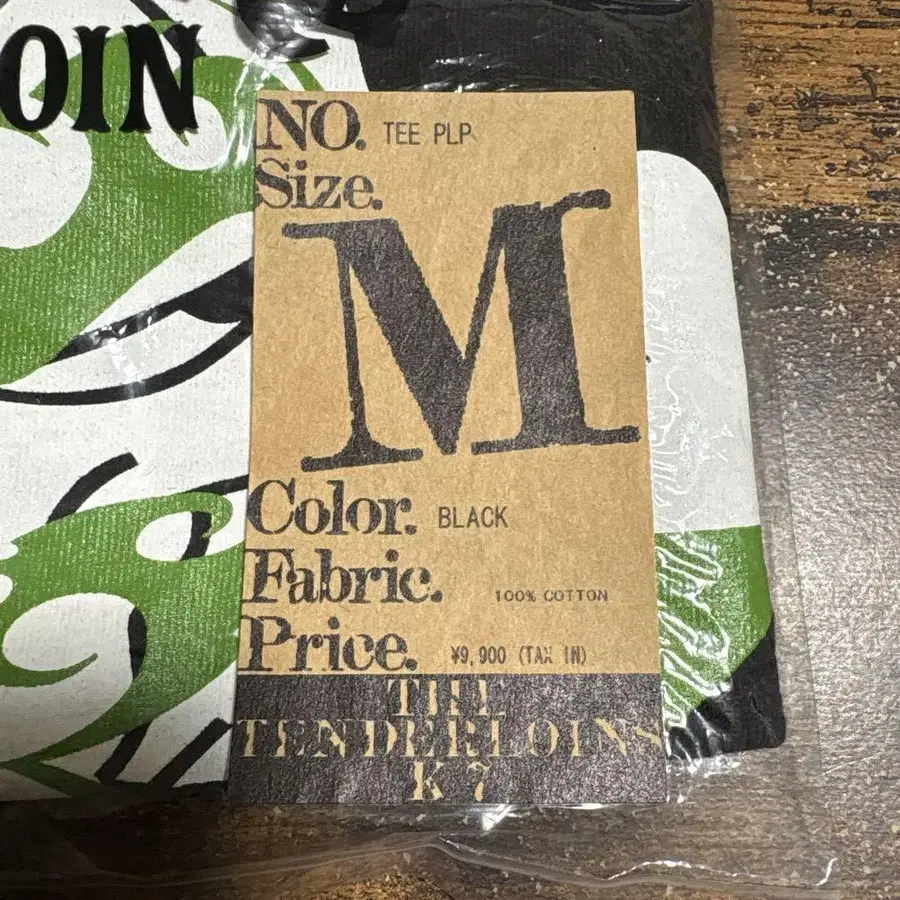 OIN
NO. TEE PLP
Size.
M
Color. BLACK
Fabric. 100% COTTON
Price. ¥9,900 (TAX IN)
THE
TENDERLOINS
K 7